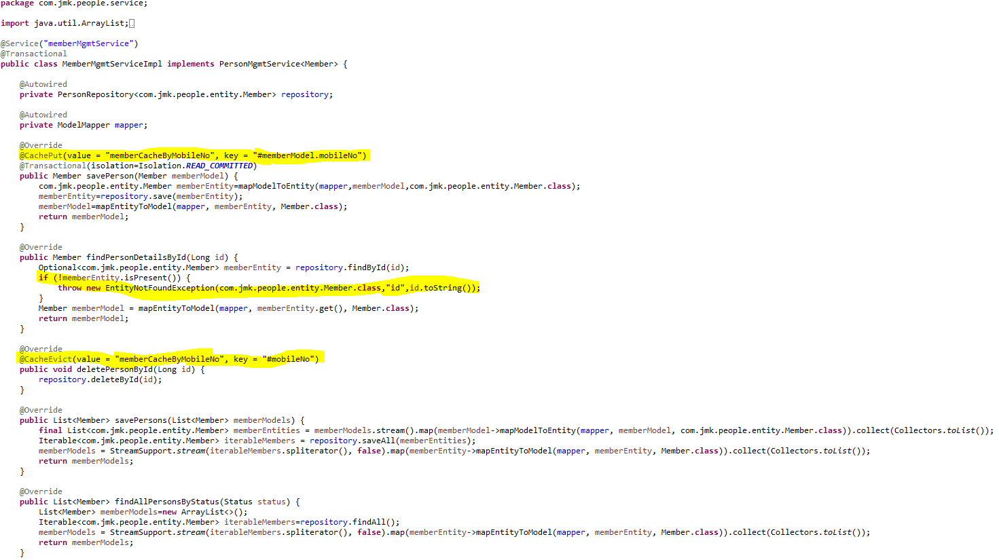 package com.jmk.people.service;
import java.util.ArrayList;
@Service("memberMgmtService")
@Transactional
public class MemberMgmtServiceImpl implements PersonMgmtService<Member> {
@Autowired
private PersonRepository<com.jmk.people.entity.Member> repository;
@Autowired
private ModelMapper mapper;
@Override
@CachePut(value = "memberCacheByMobileNo", key = "#memberModel.mobileNo")
@Transactional(isolation=Isolation.READ_COMMITTED)
public Member savePerson(Member memberModel) {
com.jmk.people.entity.Member memberEntity=mapModelToEntity(mapper,memberModel,com.jmk.people.entity.Member.class);
memberEntity=repository.save(memberEntity);
memberModel=mapEntityToModel(mapper, memberEntity, Member.class);
return memberModel;
}
@Override
public Member findPersonDetailsById(Long id) {
Optional<com.jmk.people.entity.Member> memberEntity = repository.findById(id);
if (!memberEntity.isPresent()) {
throw new EntityNotFoundException(com.jmk.people.entity.Member.class,"id",id.toString());
}
Member memberModel = mapEntityToModel(mapper, memberEntity.get(), Member.class);
return memberModel;
}
@Override
@CacheEvict(value = "memberCacheByMobileNo", key = "#mobileNo")
public void deletePersonById(Long id) {
repository.deleteById(id);
}
@Override
public List<Member> savePersons(List<Member> memberModels) {
final List<com.jmk.people.entity.Member> memberEntities = memberModels.stream().map(memberModel->mapModelToEntity(mapper, memberModel, com.jmk.people.entity.Member.class)).collect(Collectors.toList());
Iterable<com.jmk.people.entity.Member> iterableMembers = repository.saveAll(memberEntities);
memberModels = StreamSupport.stream(iterableMembers.spliterator(), false).map(memberEntity->mapEntityToModel(mapper, memberEntity, Member.class)).collect(Collectors.toList());
return memberModels;
}
@Override
public List<Member> findAllPersonsByStatus(Status status) {
List<Member> memberModels=new ArrayList<>();
Iterable<com.jmk.people.entity.Member> iterableMembers=repository.findAll();
memberModels = StreamSupport.stream(iterableMembers.spliterator(), false).map(memberEntity->mapEntityToModel(mapper, memberEntity, Member.class)).collect(Collectors.toList());
return memberModels;
}